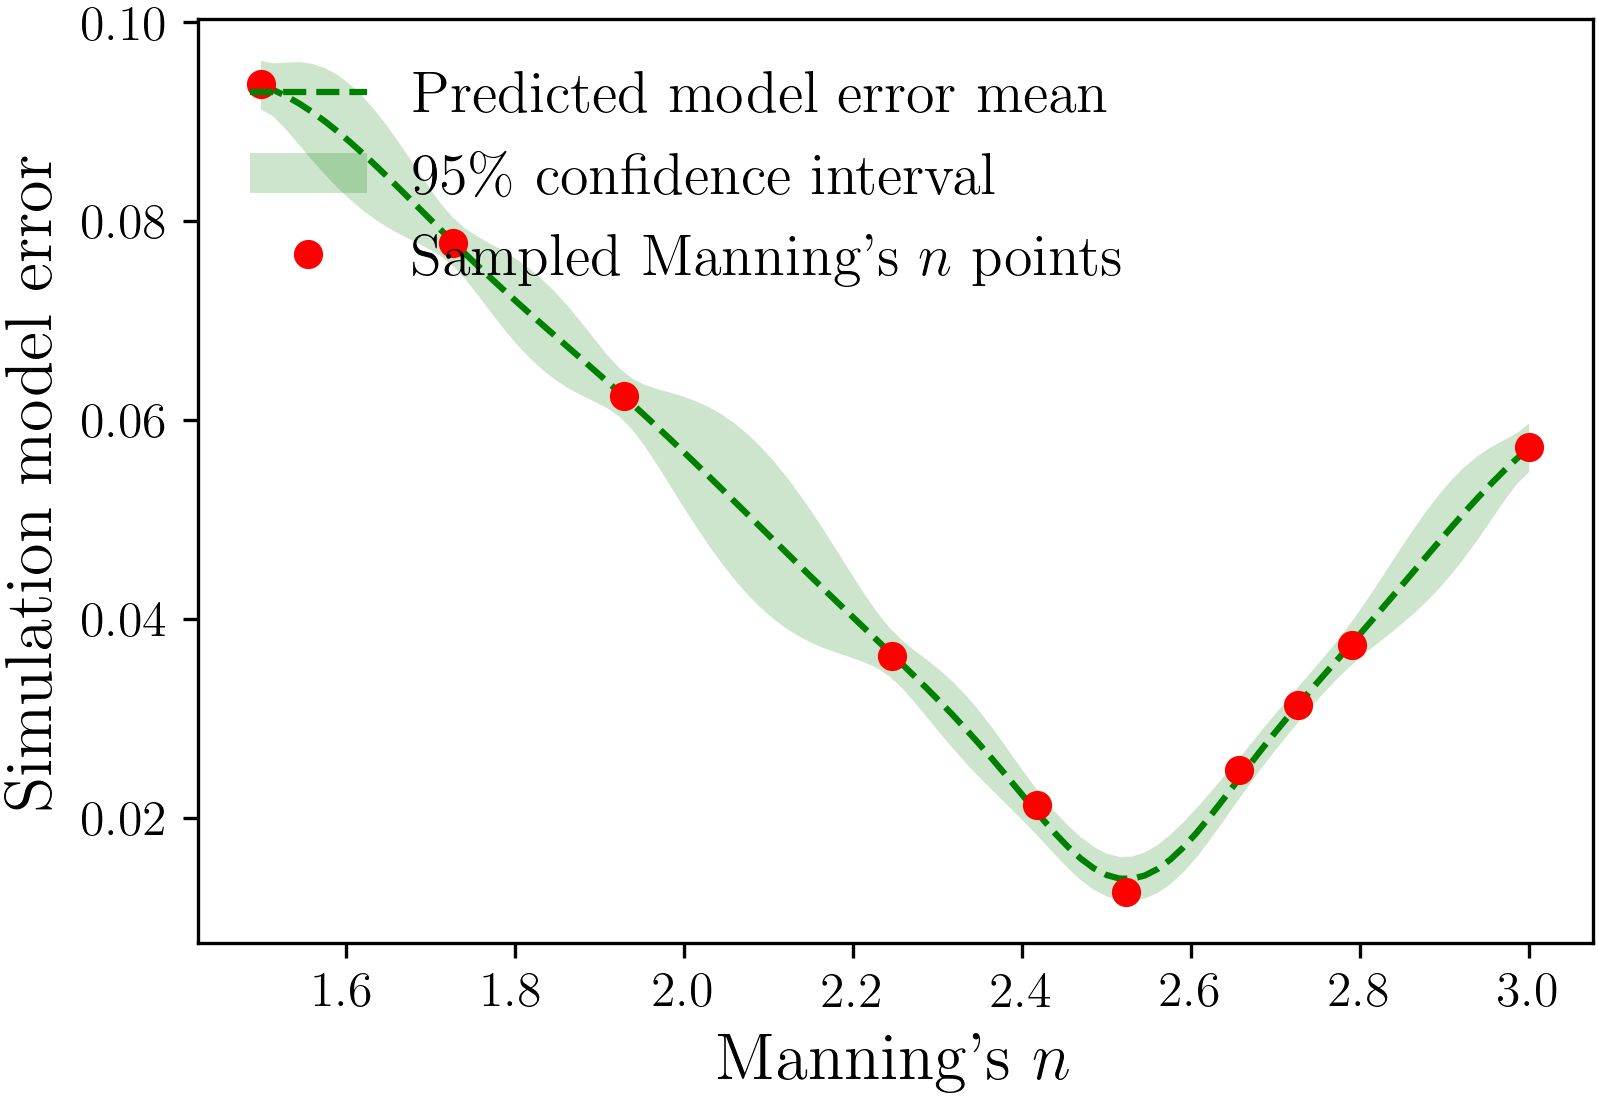 0.10
0.08
0.06
0.04
0.02
Simulation model error
Predicted model error mean
95% confidence interval
Sampled Manning's n points
1.6 1.8 2.0 2.2 2.4 2.6 2.8 3.0
Manning's n